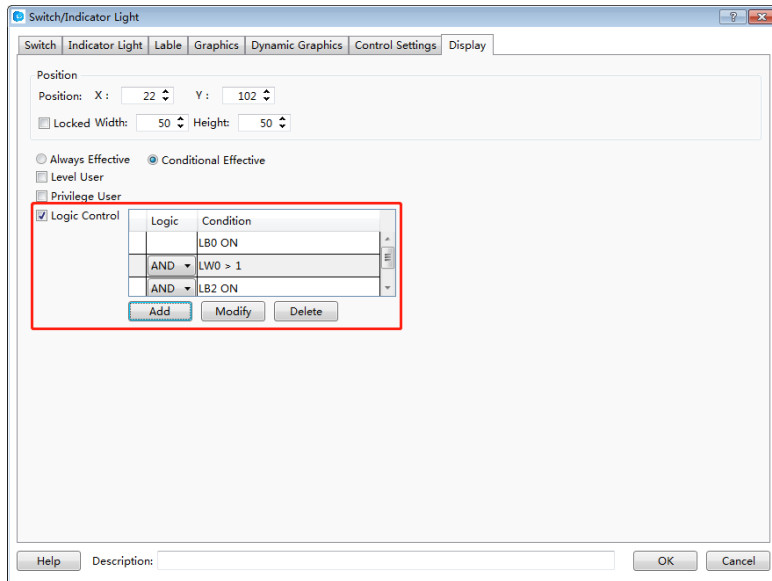 Switch/Indicator Light
Switch Indicator Light Lable Graphics Dynamic Graphics Control Settings Display
Position
Position: X : 22 Y : 102
Locked Width: 50 Height: 50
Always Effective Conditional Effective
Level User
Privilege User
Logic Control Logic Condition
LB0 ON
AND LW0 > 1
AND LB2 ON
Add Modify Delete
Help Description: OK Cancel